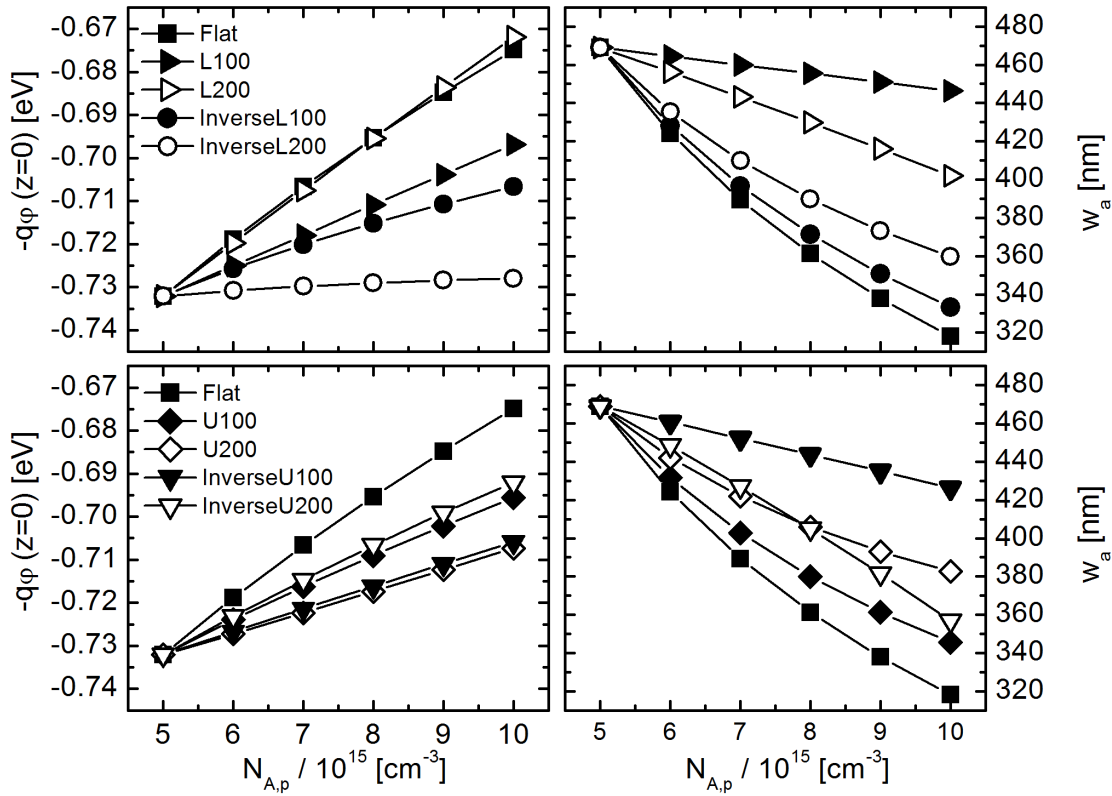 -0.67
-0.68
-0.69
-0.70
-0.71
-0.72
-0.73
-0.74
-qφ (z=0) [eV]
Flat
L100
L200
InverseL100
InverseL200
480
460
440
420
400
380
360
340
320
w_a [nm]
-0.67
-0.68
-0.69
-0.70
-0.71
-0.72
-0.73
-0.74
-qφ (z=0) [eV]
Flat
U100
U200
InverseU100
InverseU200
480
460
440
420
400
380
360
340
320
w_a [nm]
5 6 7 8 9 10
5 6 7 8 9 10
N_A,p / 10^15 [cm^-3]
N_A,p / 10^15 [cm^-3]